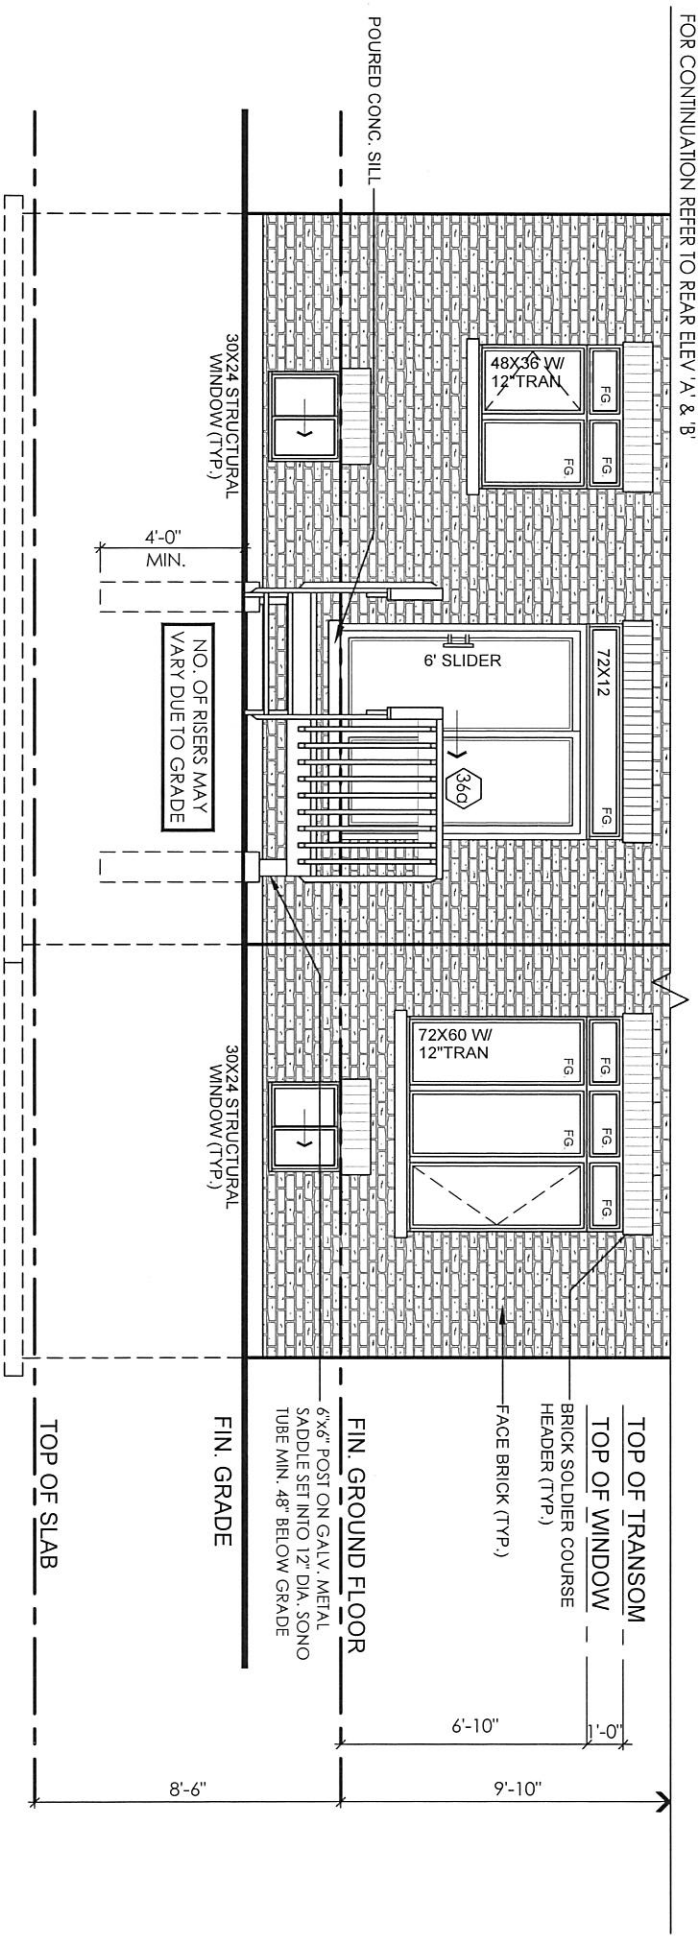 FOR CONTINUATION REFER TO REAR ELEV 'A' & 'B'
POURED CONC. SILL
48X36 W/
12"TRAN
FG.
FG.
FG.
30X24 STRUCTURAL
WINDOW (TYP.)
4'-0"
MIN.
NO. OF RISERS MAY
VARY DUE TO GRADE
72X12
FG.
6' SLIDER
36a
72X60 W/
12"TRAN
FG.
FG.
FG.
FG.
FG.
30X24 STRUCTURAL
WINDOW (TYP.)
TOP OF TRANSOM
TOP OF WINDOW
BRICK SOLDIER COURSE
HEADER (TYP.)
FACE BRICK (TYP.)
FIN. GROUND FLOOR
6"x6" POST ON GALV. METAL
SADDLE SET INTO 12" DIA. SONO
TUBE MIN. 48" BELOW GRADE
FIN. GRADE
TOP OF SLAB
1'-0"
6'-10"
9'-10"
8'-6"